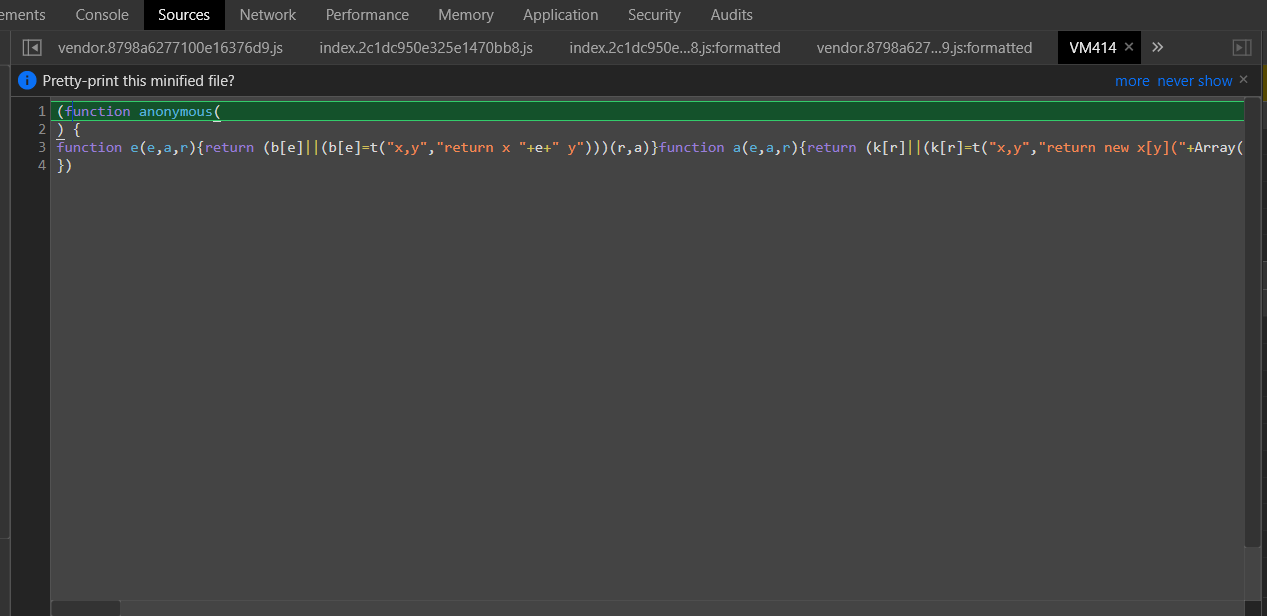 ements Console Sources Network Performance Memory Application Security Audits
vendor.8798a6277100e16376d9.js index.2c1dc950e325e1470bb8.js index.2c1dc950e...8.js:formatted vendor.8798a627...9.js:formatted VM414 × »
i Pretty-print this minified file? more never show ×
1 (function anonymous(
2 ) {
3 function e(e,a,r){return (b[e]||(b[e]=t("x,y","return x "+e+" y")))(r,a)}function a(e,a,r){return (k[r]||(k[r]=t("x,y","return new x[y]("+Array(
4 })